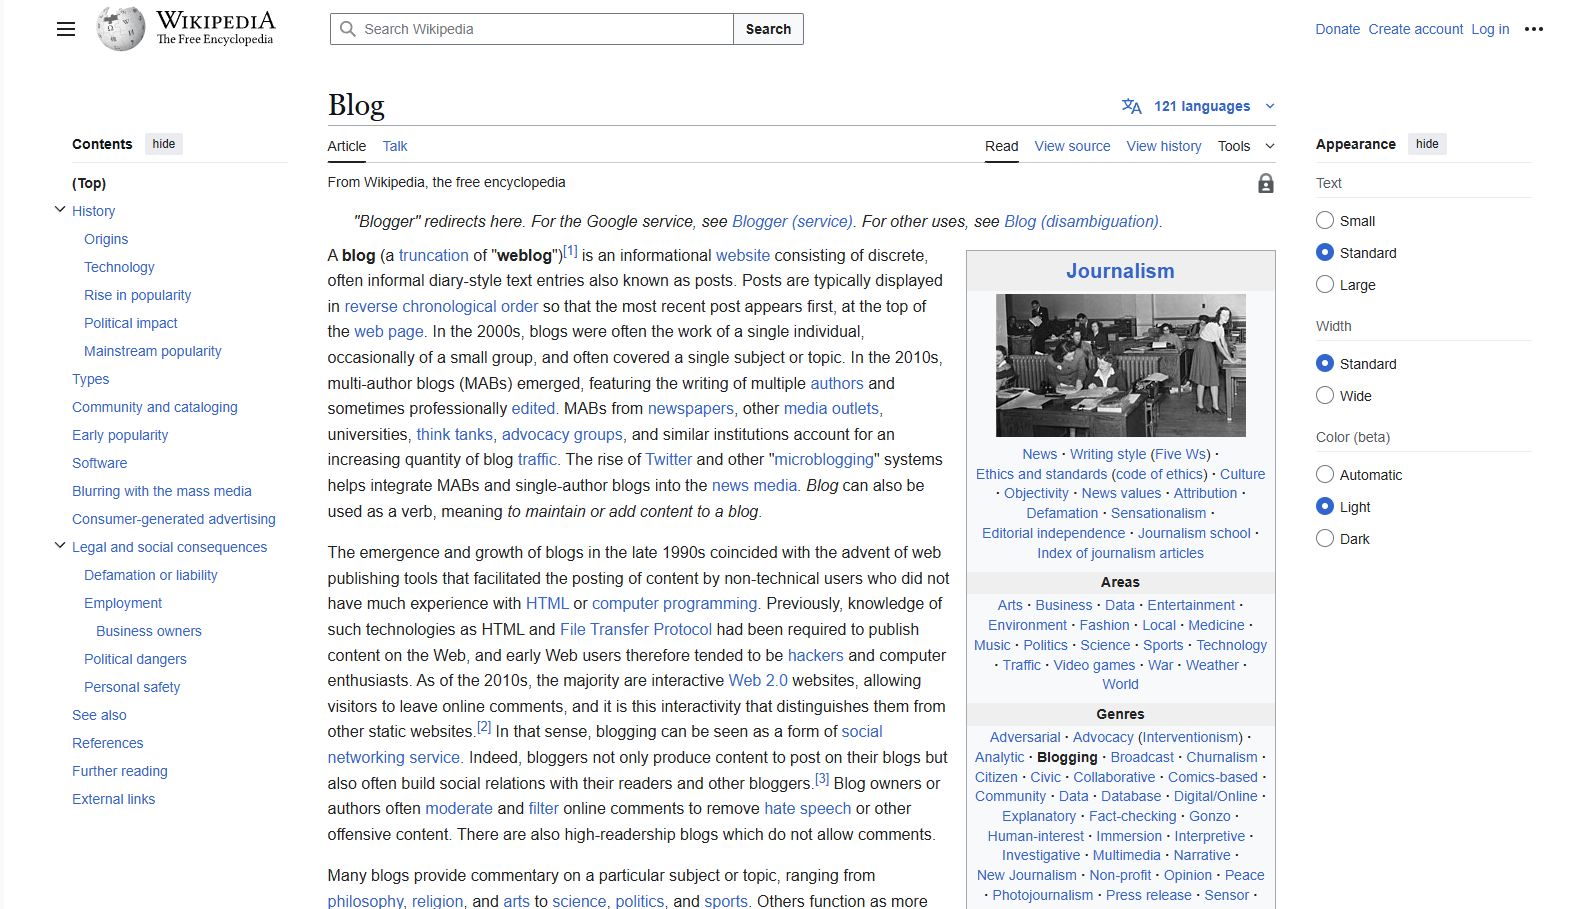 WIKIPEDIA
The Free Encyclopedia
Search Wikipedia
Search
Donate Create account Log in
Contents hide
(Top)
History
Origins
Technology
Rise in popularity
Political impact
Mainstream popularity
Types
Community and cataloging
Early popularity
Software
Blurring with the mass media
Consumer-generated advertising
Legal and social consequences
Defamation or liability
Employment
Business owners
Political dangers
Personal safety
See also
References
Further reading
External links
Blog
121 languages
Article Talk
Read View source View history Tools
From Wikipedia, the free encyclopedia
"Blogger" redirects here. For the Google service, see Blogger (service). For other uses, see Blog (disambiguation).
A blog (a truncation of "weblog")[1] is an informational website consisting of discrete,
often informal diary-style text entries also known as posts. Posts are typically displayed
in reverse chronological order so that the most recent post appears first, at the top of
the web page. In the 2000s, blogs were often the work of a single individual,
occasionally of a small group, and often covered a single subject or topic. In the 2010s,
multi-author blogs (MABs) emerged, featuring the writing of multiple authors and
sometimes professionally edited. MABs from newspapers, other media outlets,
universities, think tanks, advocacy groups, and similar institutions account for an
increasing quantity of blog traffic. The rise of Twitter and other "microblogging" systems
helps integrate MABs and single-author blogs into the news media. Blog can also be
used as a verb, meaning to maintain or add content to a blog.
The emergence and growth of blogs in the late 1990s coincided with the advent of web
publishing tools that facilitated the posting of content by non-technical users who did not
have much experience with HTML or computer programming. Previously, knowledge of
such technologies as HTML and File Transfer Protocol had been required to publish
content on the Web, and early Web users therefore tended to be hackers and computer
enthusiasts. As of the 2010s, the majority are interactive Web 2.0 websites, allowing
visitors to leave online comments, and it is this interactivity that distinguishes them from
other static websites.[2] In that sense, blogging can be seen as a form of social
networking service. Indeed, bloggers not only produce content to post on their blogs but
also often build social relations with their readers and other bloggers.[3] Blog owners or
authors often moderate and filter online comments to remove hate speech or other
offensive content. There are also high-readership blogs which do not allow comments.
Many blogs provide commentary on a particular subject or topic, ranging from
philosophy, religion, and arts to science, politics, and sports. Others function as more
Journalism
News · Writing style (Five Ws) ·
Ethics and standards (code of ethics) · Culture
· Objectivity · News values · Attribution ·
Defamation · Sensationalism ·
Editorial independence · Journalism school ·
Index of journalism articles
Areas
Arts · Business · Data · Entertainment ·
Environment · Fashion · Local · Medicine ·
Music · Politics · Science · Sports · Technology
· Traffic · Video games · War · Weather ·
World
Genres
Adversarial · Advocacy (Interventionism) ·
Analytic · Blogging · Broadcast · Churnalism ·
Citizen · Civic · Collaborative · Comics-based ·
Community · Data · Database · Digital/Online ·
Explanatory · Fact-checking · Gonzo ·
Human-interest · Immersion · Interpretive ·
Investigative · Multimedia · Narrative ·
New Journalism · Non-profit · Opinion · Peace
· Photojournalism · Press release · Sensor ·
Appearance hide
Text
Small
Standard
Large
Width
Standard
Wide
Color (beta)
Automatic
Light
Dark